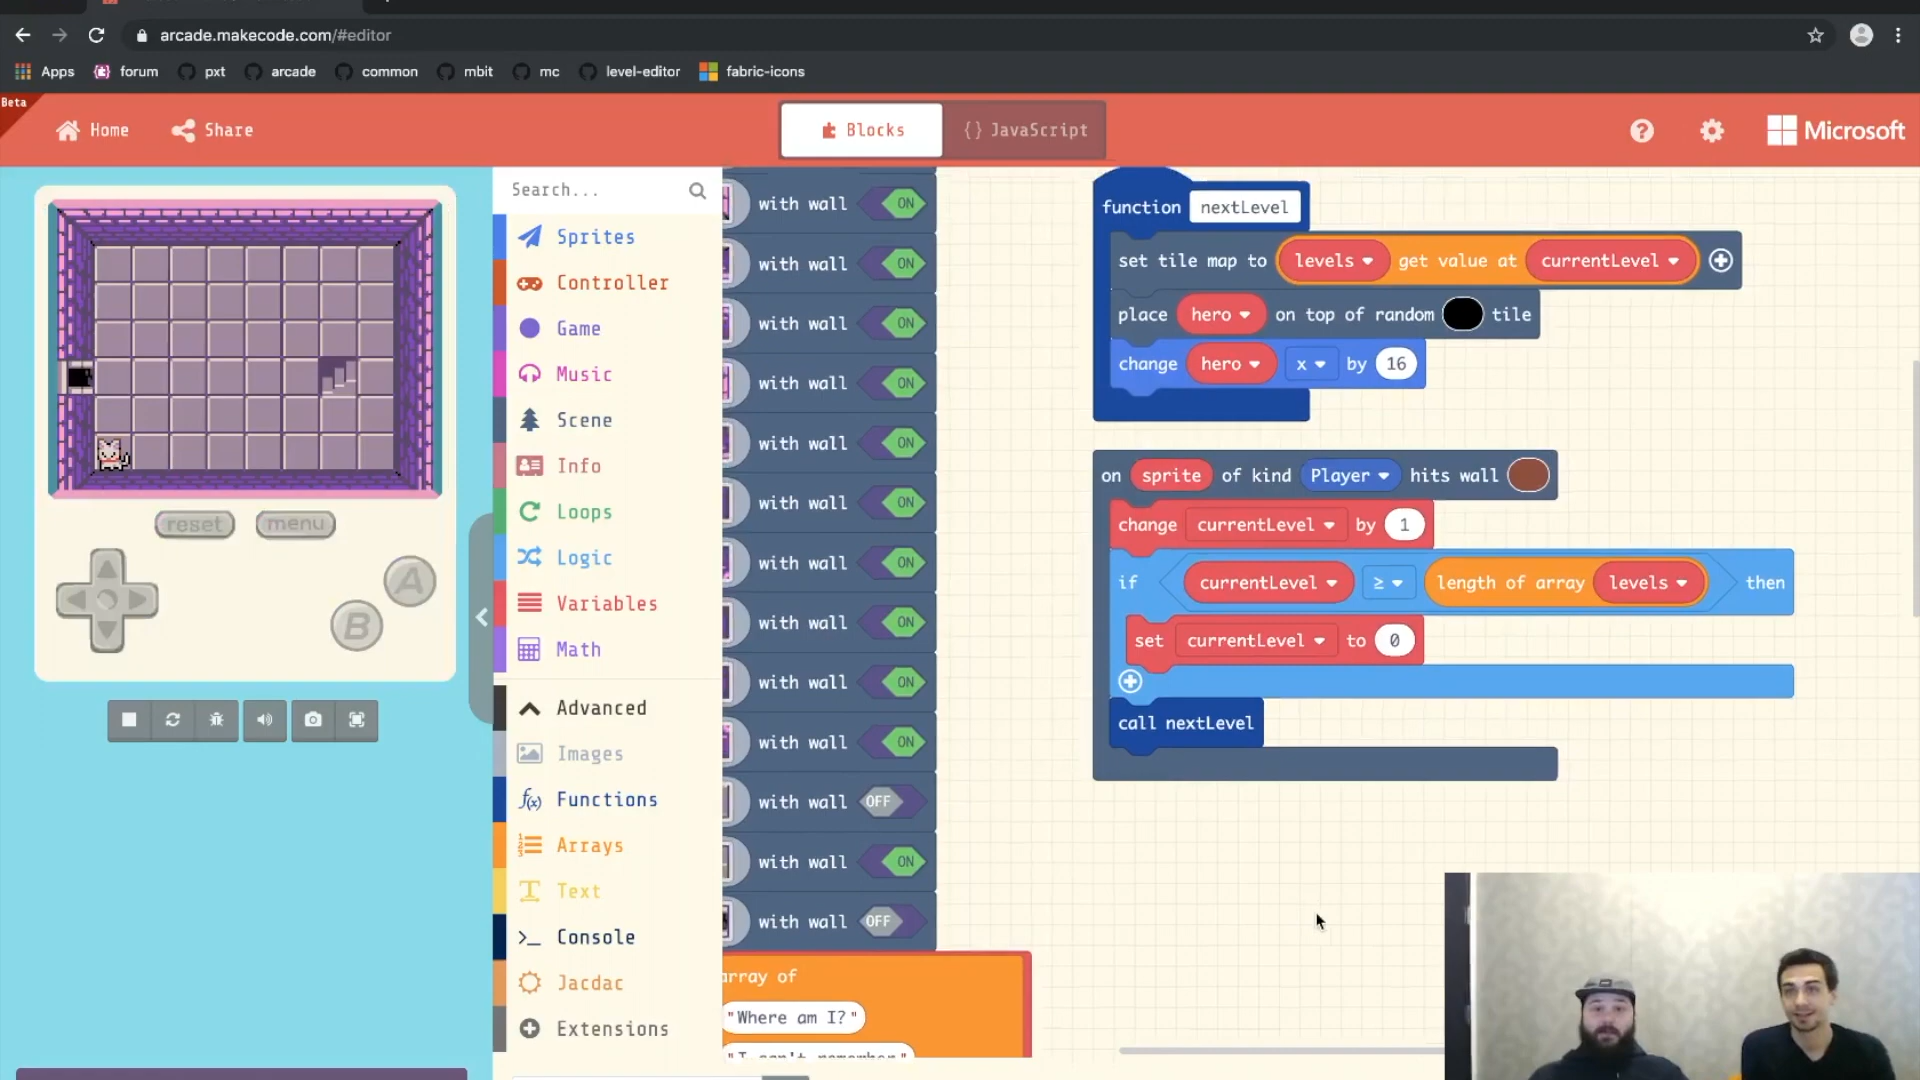 arcade.makecode.com/#editor
Apps forum pxt arcade common mbit mc level-editor fabric-icons
Beta
Home Share Blocks {} JavaScript ? Microsoft
Search...
Sprites
Controller
Game
Music
Scene
Info
Loops
Logic
Variables
Math
Advanced
Images
Functions
Arrays
Text
Console
Jacdac
Extensions
reset menu
A
B
with wall ON
with wall ON
with wall ON
with wall ON
with wall ON
with wall ON
with wall ON
with wall ON
with wall ON
with wall ON
with wall OFF
with wall ON
with wall OFF
array of
"Where am I?"
"I can't remember"
function nextLevel
set tile map to levels get value at currentLevel
place hero on top of random tile
change hero x by 16
on sprite of kind Player hits wall
change currentLevel by 1
if currentLevel ≥ length of array levels then
set currentLevel to 0
call nextLevel